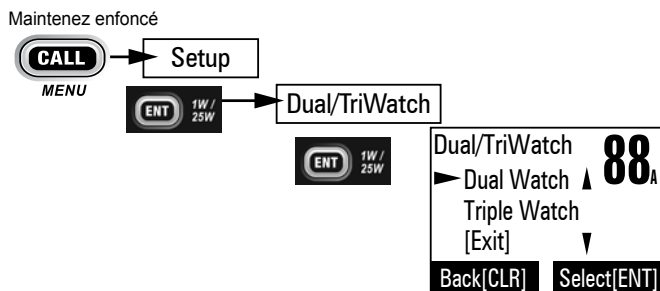 Maintenez enfoncé
CALL
Setup
MENU
ENT 1W /
25W
Dual/TriWatch
ENT 1W /
25W
Dual/TriWatch 88A
Dual Watch
Triple Watch
[Exit]
Back[CLR] Select[ENT]